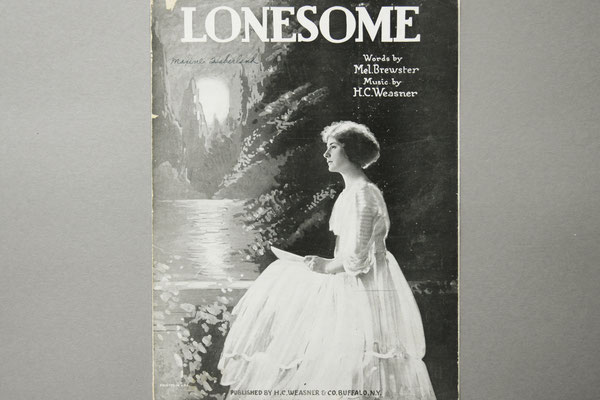 LONESOME
Words by
Mel. Brewster
Music by
H.C. Weasner
PUBLISHED BY H.C. WEASNER & CO. BUFFALO, N.Y.